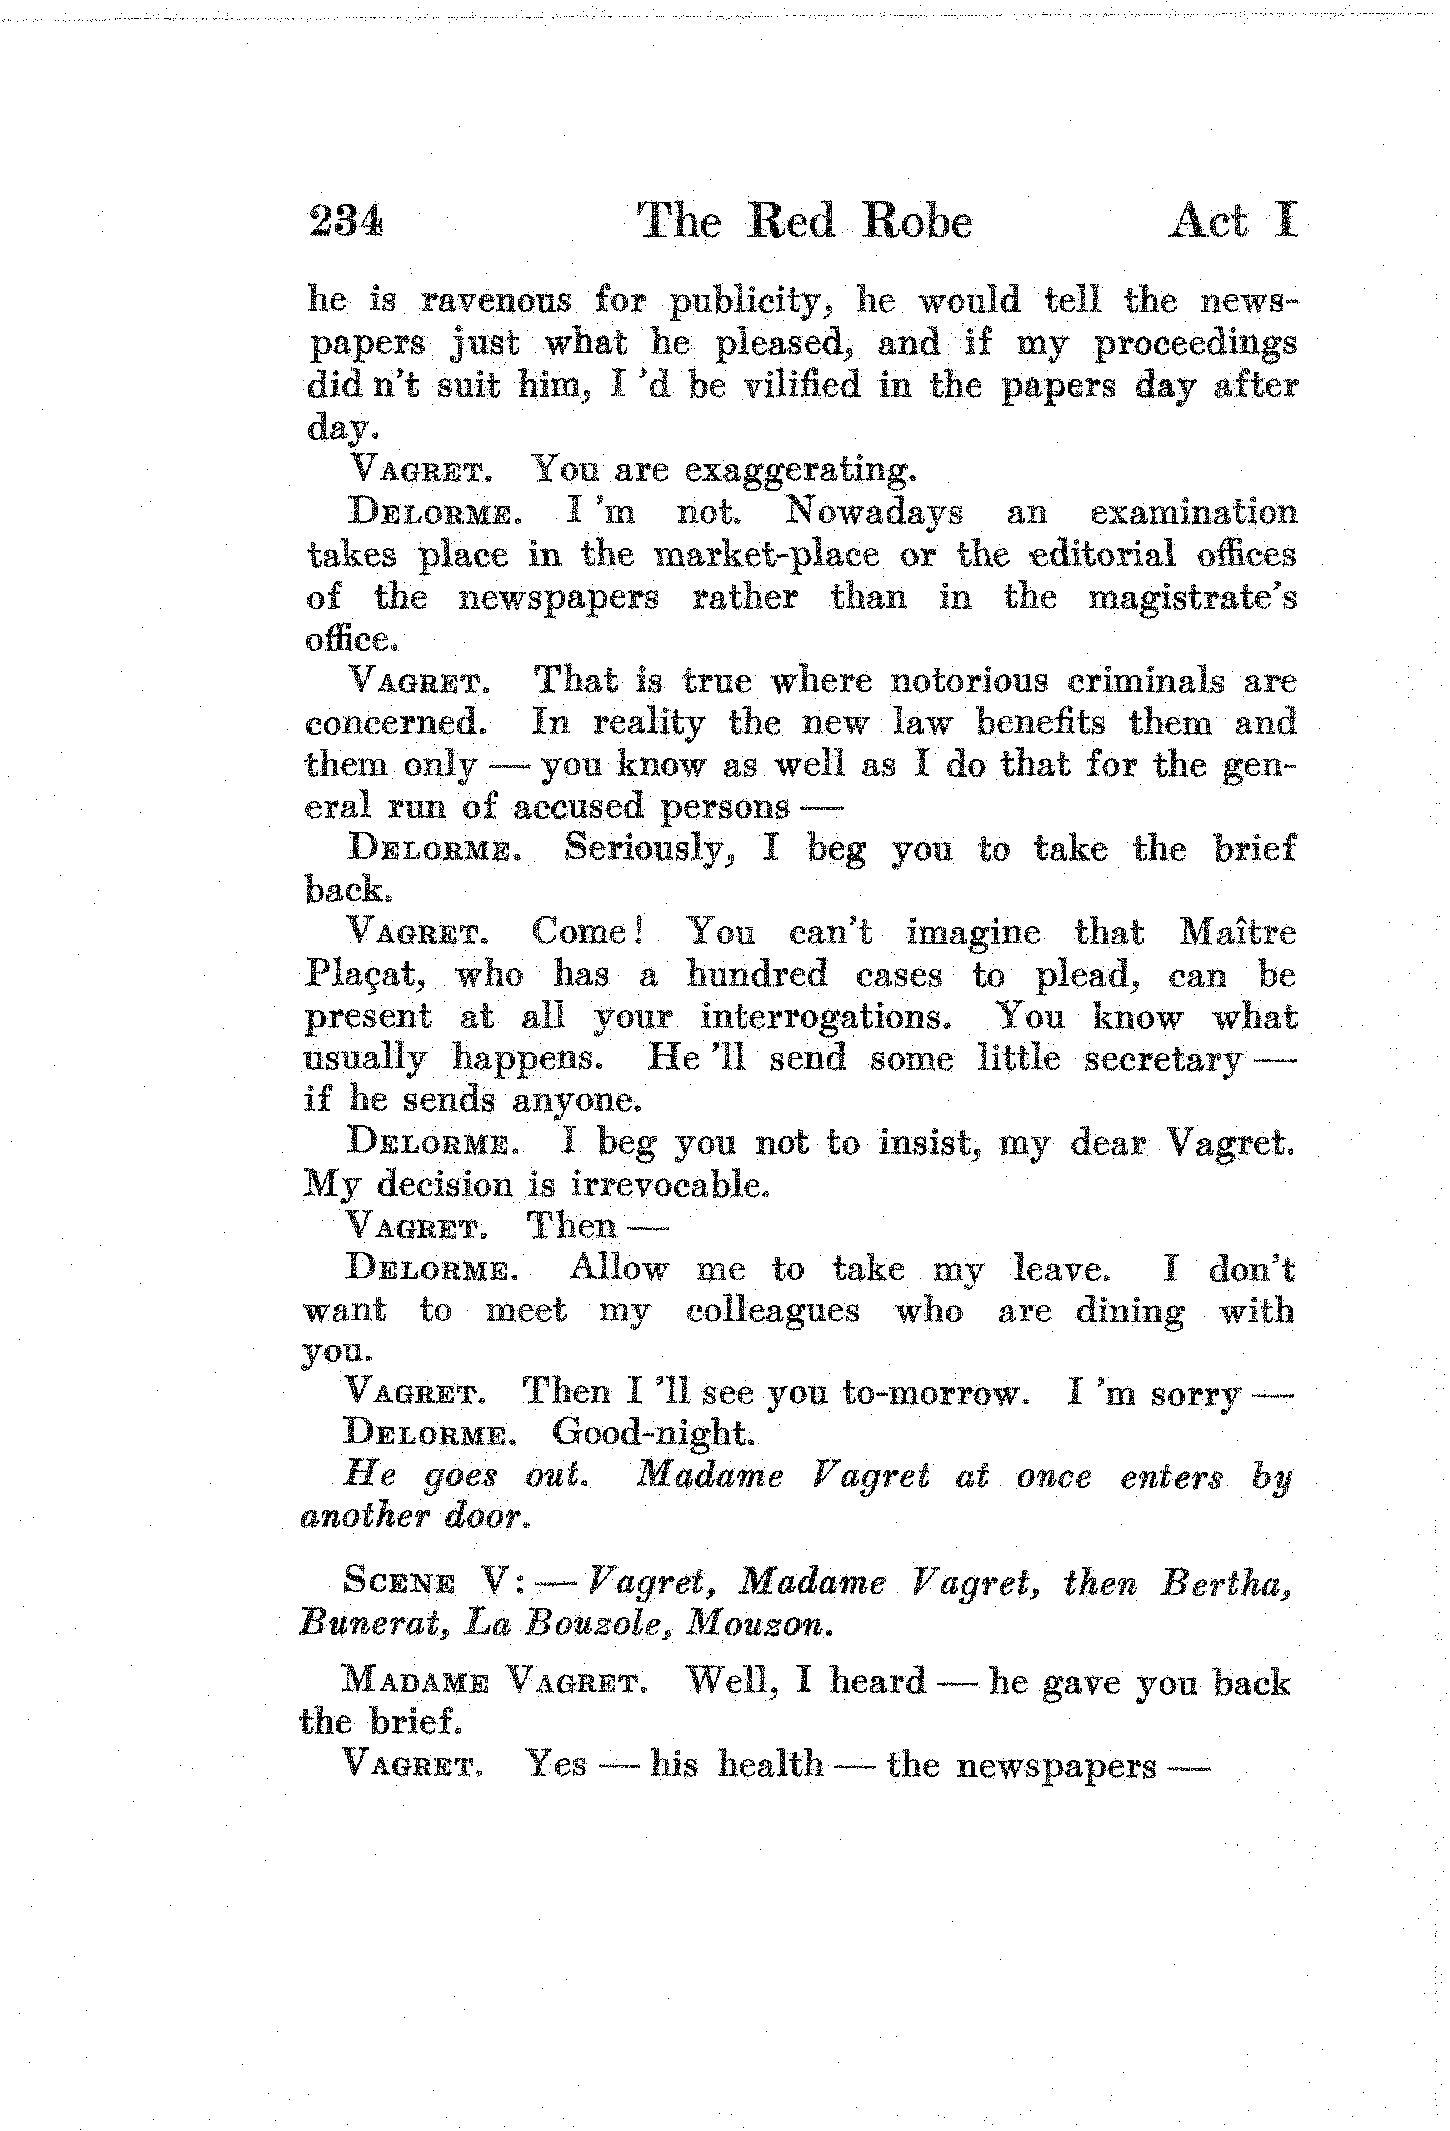 234 The Red Robe Act I
he is ravenous for publicity, he would tell the news-
papers just what he pleased, and if my proceedings
did n't suit him, I 'd be vilified in the papers day after
day.
VAGRET. You are exaggerating.
DELORME. I 'm not. Nowadays an examination
takes place in the market-place or the editorial offices
of the newspapers rather than in the magistrate's
office.
VAGRET. That is true where notorious criminals are
concerned. In reality the new law benefits them and
them only — you know as well as I do that for the gen-
eral run of accused persons —
DELORME. Seriously, I beg you to take the brief
back.
VAGRET. Come! You can't imagine that Maître
Plaçat, who has a hundred cases to plead, can be
present at all your interrogations. You know what
usually happens. He 'll send some little secretary —
if he sends anyone.
DELORME. I beg you not to insist, my dear Vagret.
My decision is irrevocable.
VAGRET. Then —
DELORME. Allow me to take my leave. I don't
want to meet my colleagues who are dining with
you.
VAGRET. Then I 'll see you to-morrow. I 'm sorry —
DELORME. Good-night.
He goes out. Madame Vagret at once enters by
another door.
SCENE V: — Vagret, Madame Vagret, then Bertha,
Bunerat, La Bouzole, Mouzon.
MADAME VAGRET. Well, I heard — he gave you back
the brief.
VAGRET. Yes — his health — the newspapers —